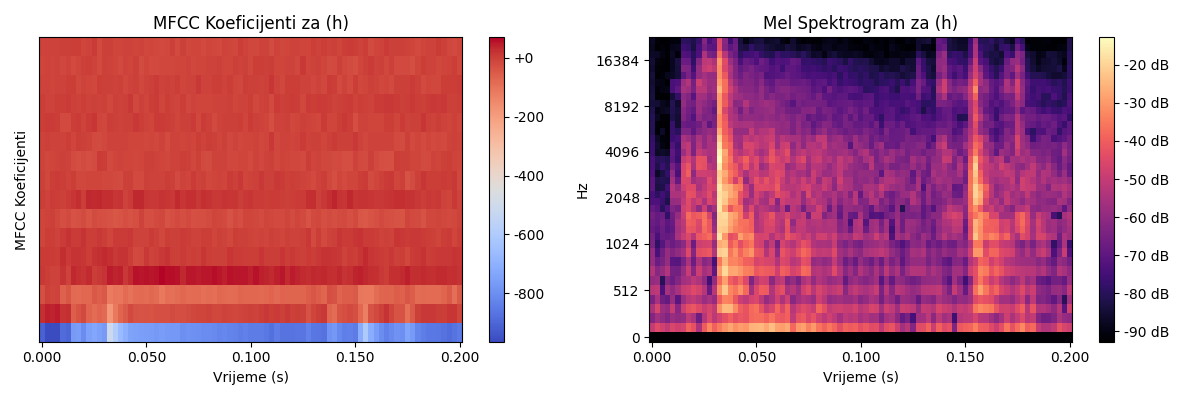 MFCC Koeficijenti za (h)
MFCC Koeficijenti
0.000
0.050
0.100
0.150
0.200
Vrijeme (s)
+0
-200
-400
-600
-800
Mel Spektrogram za (h)
Hz
16384
8192
4096
2048
1024
512
0
0.000
0.050
0.100
0.150
0.200
Vrijeme (s)
-20 dB
-30 dB
-40 dB
-50 dB
-60 dB
-70 dB
-80 dB
-90 dB